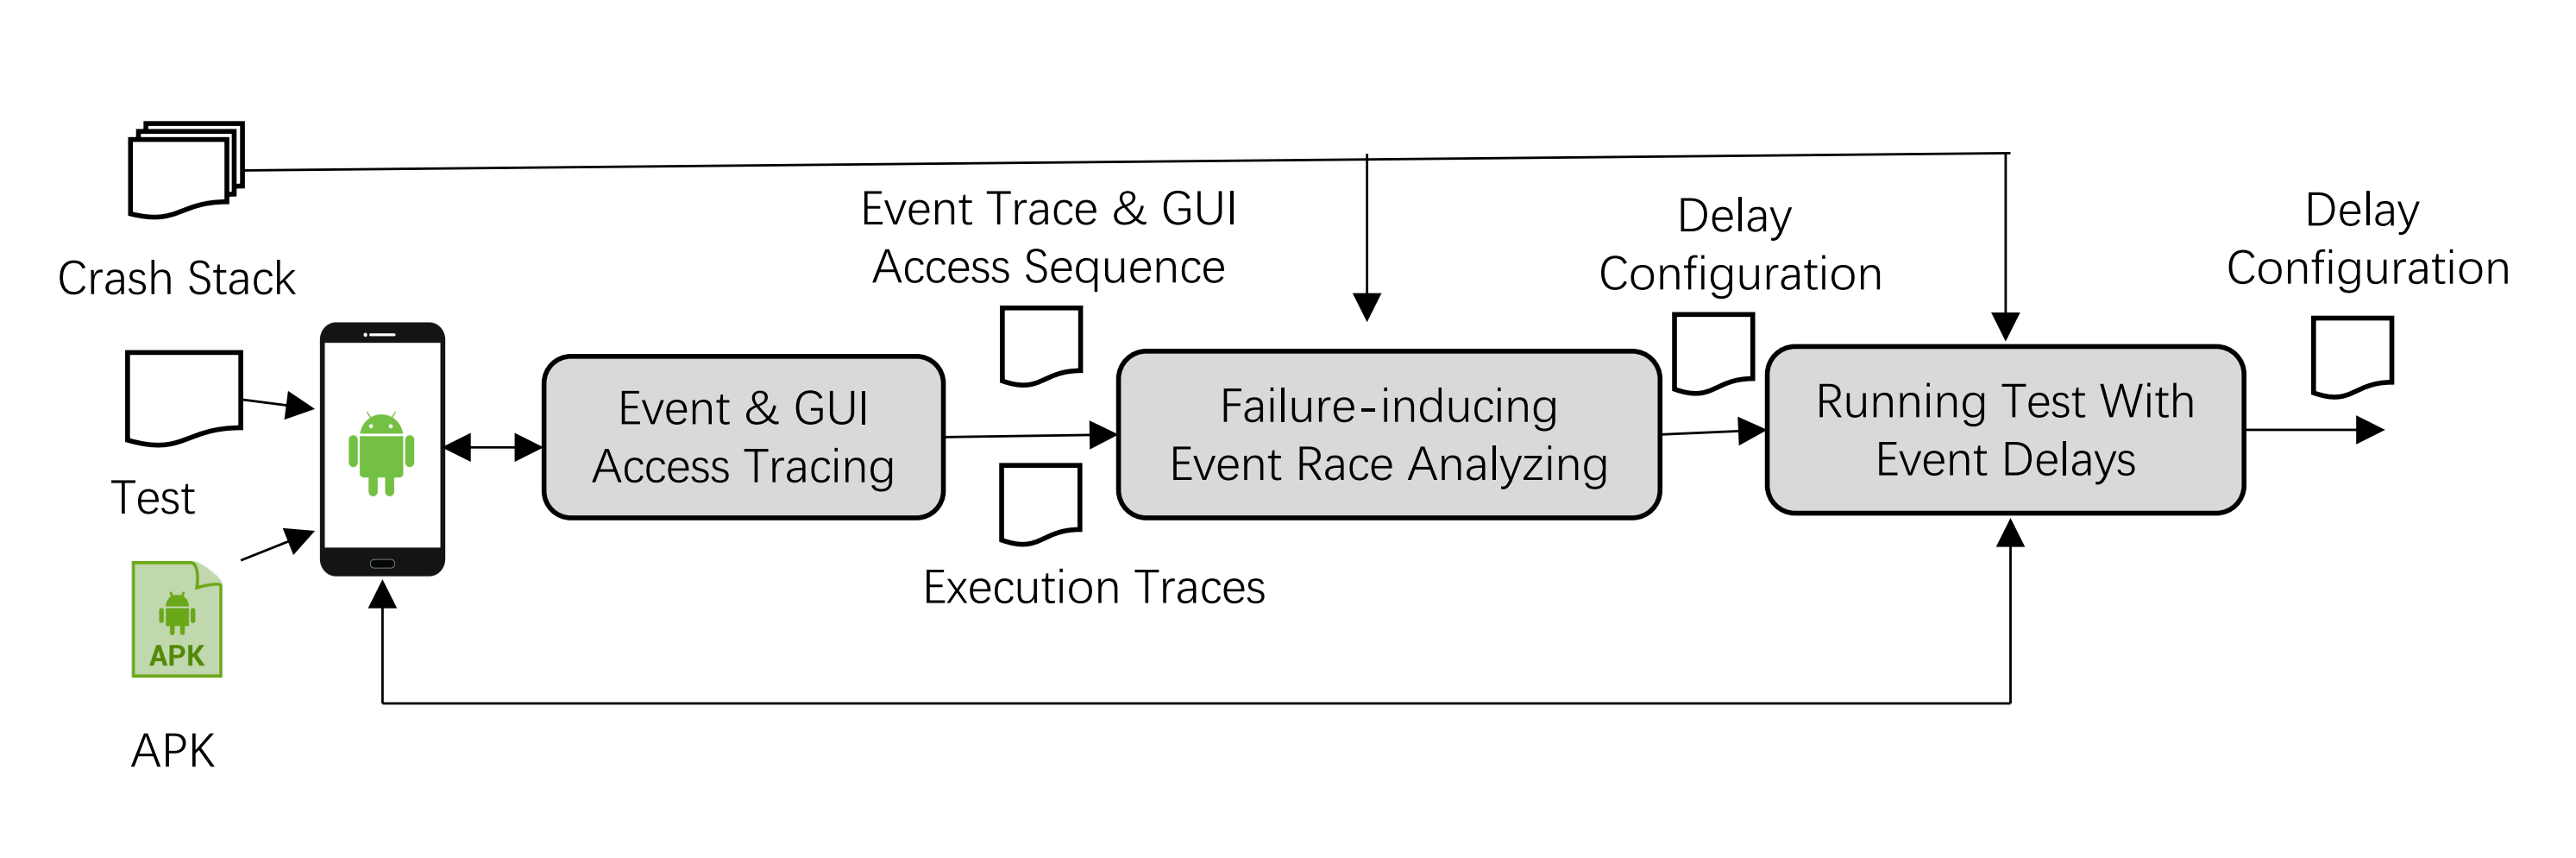 Crash Stack
Test
APK
APK
Event & GUI
Access Tracing
Event Trace & GUI
Access Sequence
Execution Traces
Failure-inducing
Event Race Analyzing
Delay
Configuration
Running Test With
Event Delays
Delay
Configuration